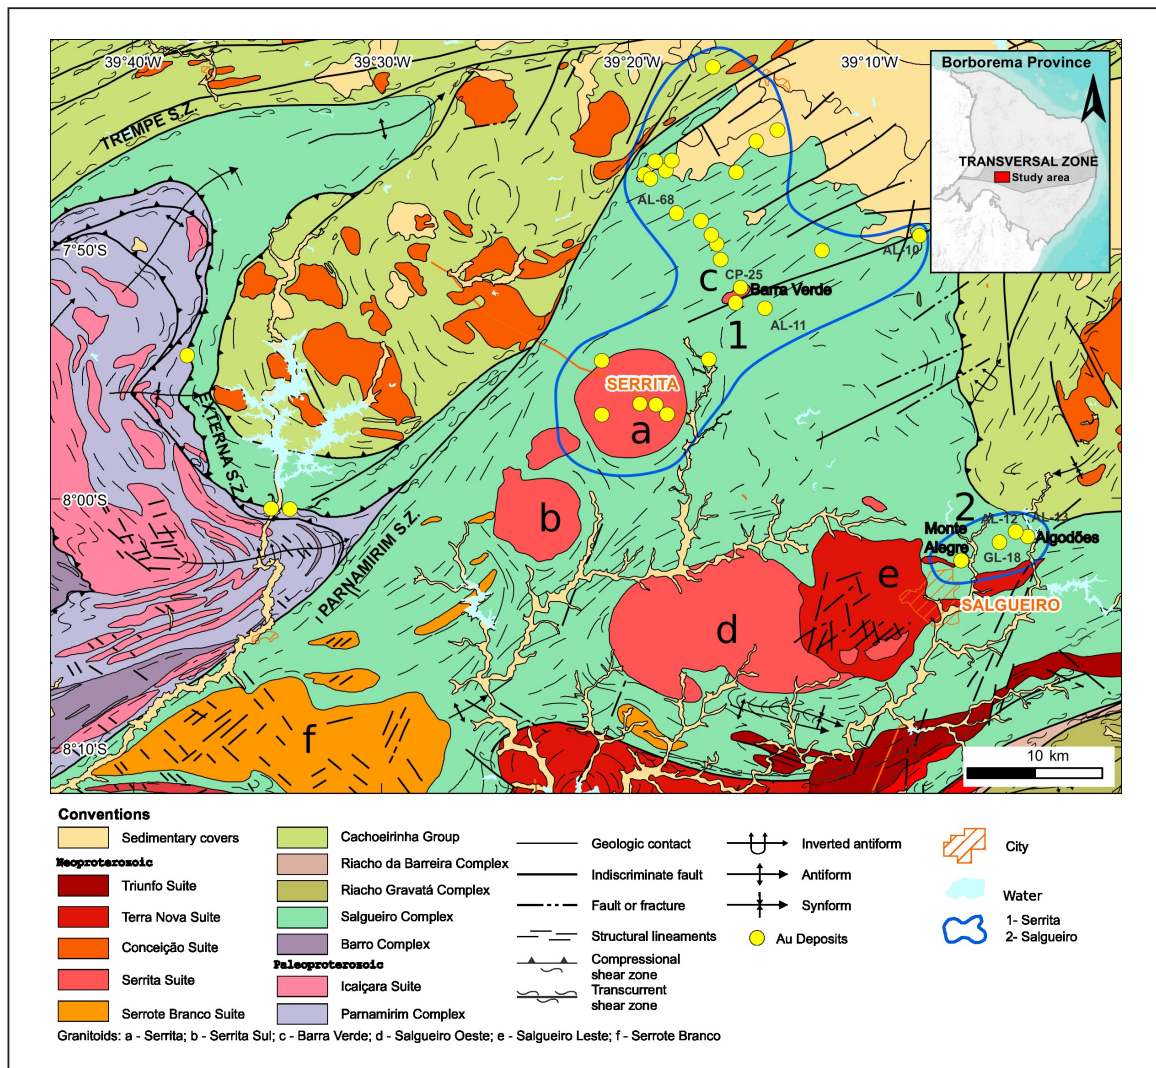 39°40'W
39°30'W
39°20'W
39°10'W
Borborema Province
TRANSVERSAL ZONE
Study area
TREMPE S.Z.
AL-68
7°50'S
AL-10
CP-25
c
Barra Verde
AL-11
1
SERRITA
a
EXTERNA S.Z.
8°00'S
PARNAMIRIM S.Z.
b
2
AL-12
AL-13
Monte
Alegre
Algodões
GL-18
e
SALGUEIRO
d
f
8°10'S
10 km
Conventions
Sedimentary covers
Neoproterozoic
Triunfo Suite
Terra Nova Suite
Conceição Suite
Serrita Suite
Serrote Branco Suite
Cachoeirinha Group
Riacho da Barreira Complex
Riacho Gravatá Complex
Salgueiro Complex
Barro Complex
Paleoproterozoic
Icaiçara Suite
Parnamirim Complex
Geologic contact
Indiscriminate fault
Fault or fracture
Structural lineaments
Compressional
shear zone
Transcurrent
shear zone
Inverted antiform
Antiform
Synform
Au Deposits
City
Water
1- Serrita
2- Salgueiro
Granitoids: a - Serrita; b - Serrita Sul; c - Barra Verde; d - Salgueiro Oeste; e - Salgueiro Leste; f - Serrote Branco